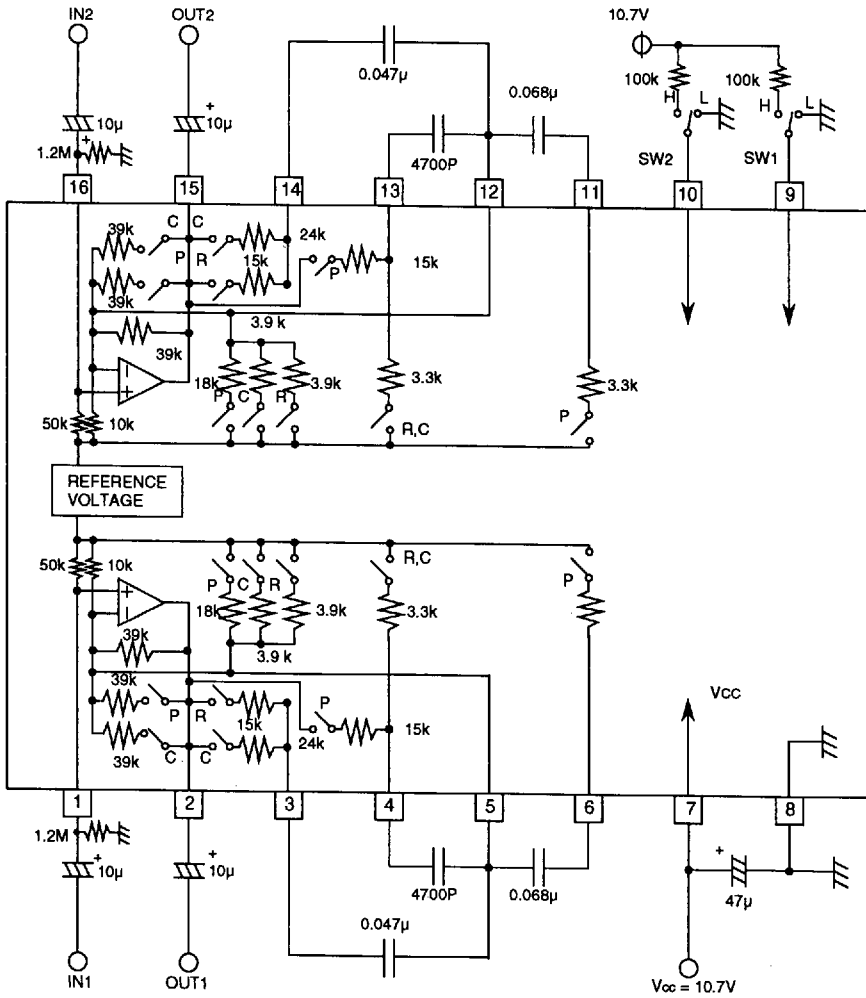 IN2 OUT2
10.7V
0.047µ
100k 100k
0.068µ
H L H L
10µ + 10µ
+
4700P
SW2 SW1
1.2M
16 15 14 13 12 11 10 9
39k C C 24k
P R 15k P 15k
39k
3.9 k
39k
18k 3.9k 3.3k 3.3k
P C R
50k 10k R,C P
REFERENCE
VOLTAGE
50k 10k P C R R,C P
18k 3.9k 3.3k
39k
3.9 k
39k
P R 15k P 15k Vcc
24k
39k C C
1 2 3 4 5 6 7 8
1.2M
+ 10µ + 10µ 4700P 0.068µ + 47µ
0.047µ
IN1 OUT1 Vcc = 10.7V